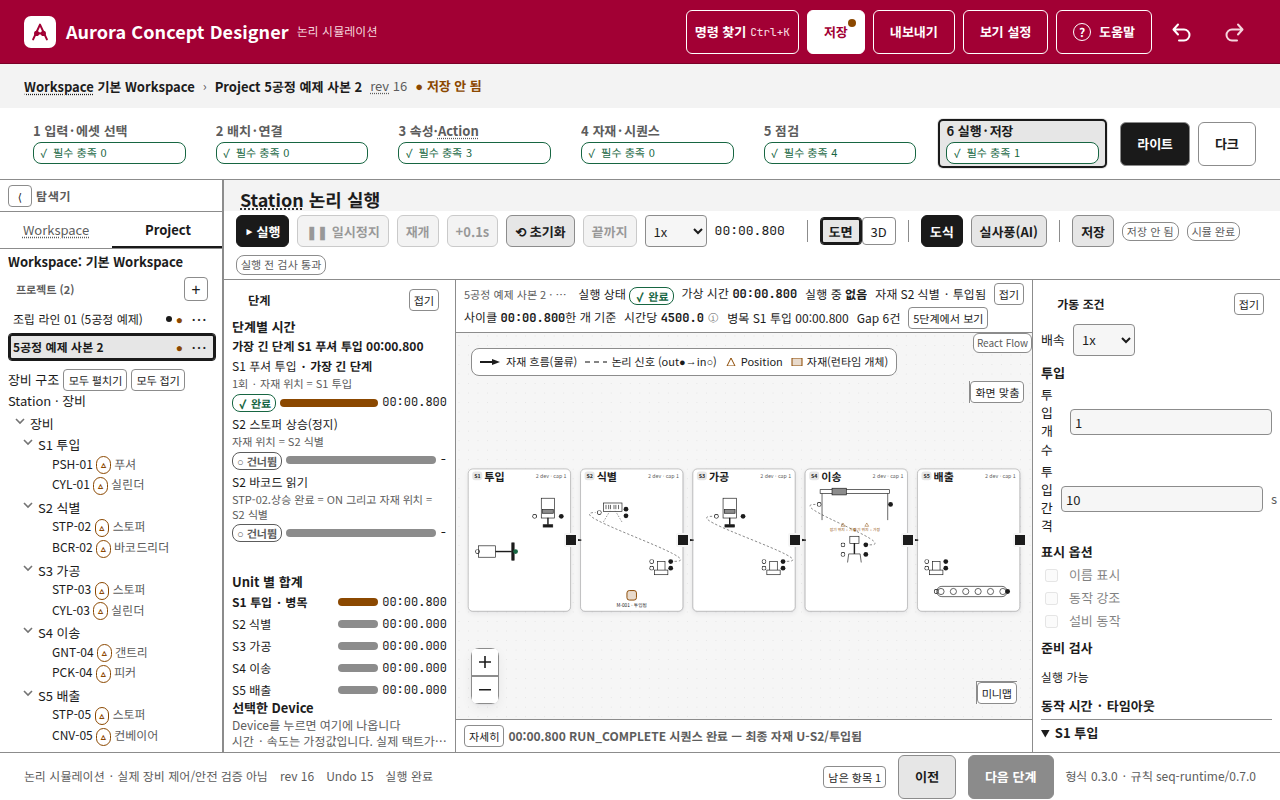 Aurora Concept Designer 논리 시뮬레이션
명령 찾기 Ctrl+K 저장 내보내기 보기 설정 ? 도움말
Workspace 기본 Workspace › Project 5공정 예제 사본 2 rev 16 ● 저장 안 됨
1 입력·에셋 선택
✓ 필수 충족 0
2 배치·연결
✓ 필수 충족 0
3 속성·Action
✓ 필수 충족 3
4 자재·시퀀스
✓ 필수 충족 0
5 점검
✓ 필수 충족 4
6 실행·저장
✓ 필수 충족 1
라이트 다크
⟨ 탐색기
Workspace Project
Workspace: 기본 Workspace
프로젝트 (2) +
조립 라인 01 (5공정 예제) ● ● ···
5공정 예제 사본 2 ● ···
장비 구조 모두 펼치기 모두 접기
Station · 장비
장비
S1 투입
PSH-01 푸셔
CYL-01 실린더
S2 식별
STP-02 스토퍼
BCR-02 바코드리더
S3 가공
STP-03 스토퍼
CYL-03 실린더
S4 이송
GNT-04 갠트리
PCK-04 피커
S5 배출
STP-05 스토퍼
CNV-05 컨베이어
Station 논리 실행
▸ 실행 ❚❚ 일시정지 재개 +0.1s ⟲ 초기화 끝까지 1x 00:00.800 도면 3D 도식 실사풍(AI) 저장 저장 안 됨 시뮬 완료
실행 전 검사 통과
단계 접기
단계별 시간
가장 긴 단계 S1 푸셔 투입 00:00.800
S1 푸셔 투입 · 가장 긴 단계
1회 · 자재 위치 = S1 투입
✓ 완료 00:00.800
S2 스토퍼 상승(정지)
자재 위치 = S2 식별
○ 건너뜀 –
S2 바코드 읽기
STP-02.상승 완료 = ON 그리고 자재 위치 =
S2 식별
○ 건너뜀 –
Unit 별 합계
S1 투입 · 병목 00:00.800
S2 식별 00:00.000
S3 가공 00:00.000
S4 이송 00:00.000
S5 배출 00:00.000
선택한 Device
Device를 누르면 여기에 나옵니다
시간 · 속도는 가정값입니다. 실제 택트가···
5공정 예제 사본 2 · ··· 실행 상태 ✓ 완료 가상 시간 00:00.800 실행 중 없음 자재 S2 식별 · 투입됨 접기
사이클 00:00.800한 개 기준 시간당 4500.0 ⓘ 병목 S1 투입 00:00.800 Gap 6건 5단계에서 보기
React Flow
자재 흐름(물류) 논리 신호 (out●→in○) △ Position 자재(런타임 개체)
화면 맞춤
S1 투입 2 dev · cap 1
S2 식별 2 dev · cap 1
S3 가공 2 dev · cap 1
S4 이송 2 dev · cap 1
S5 배출 2 dev · cap 1
M-001 · 투입됨
+
−
미니맵
자세히 00:00.800 RUN_COMPLETE 시퀀스 완료 — 최종 자재 U-S2/투입됨
가동 조건 접기
배속 1x
투입
투입 개수 1
투입 간격 10 s
표시 옵션
이름 표시
동작 강조
설비 동작
준비 검사
실행 가능
동작 시간 · 타임아웃
▼ S1 투입
논리 시뮬레이션 · 실제 장비 제어/안전 검증 아님 rev 16 Undo 15 실행 완료
남은 항목 1 이전 다음 단계 형식 0.3.0 · 규칙 seq-runtime/0.7.0